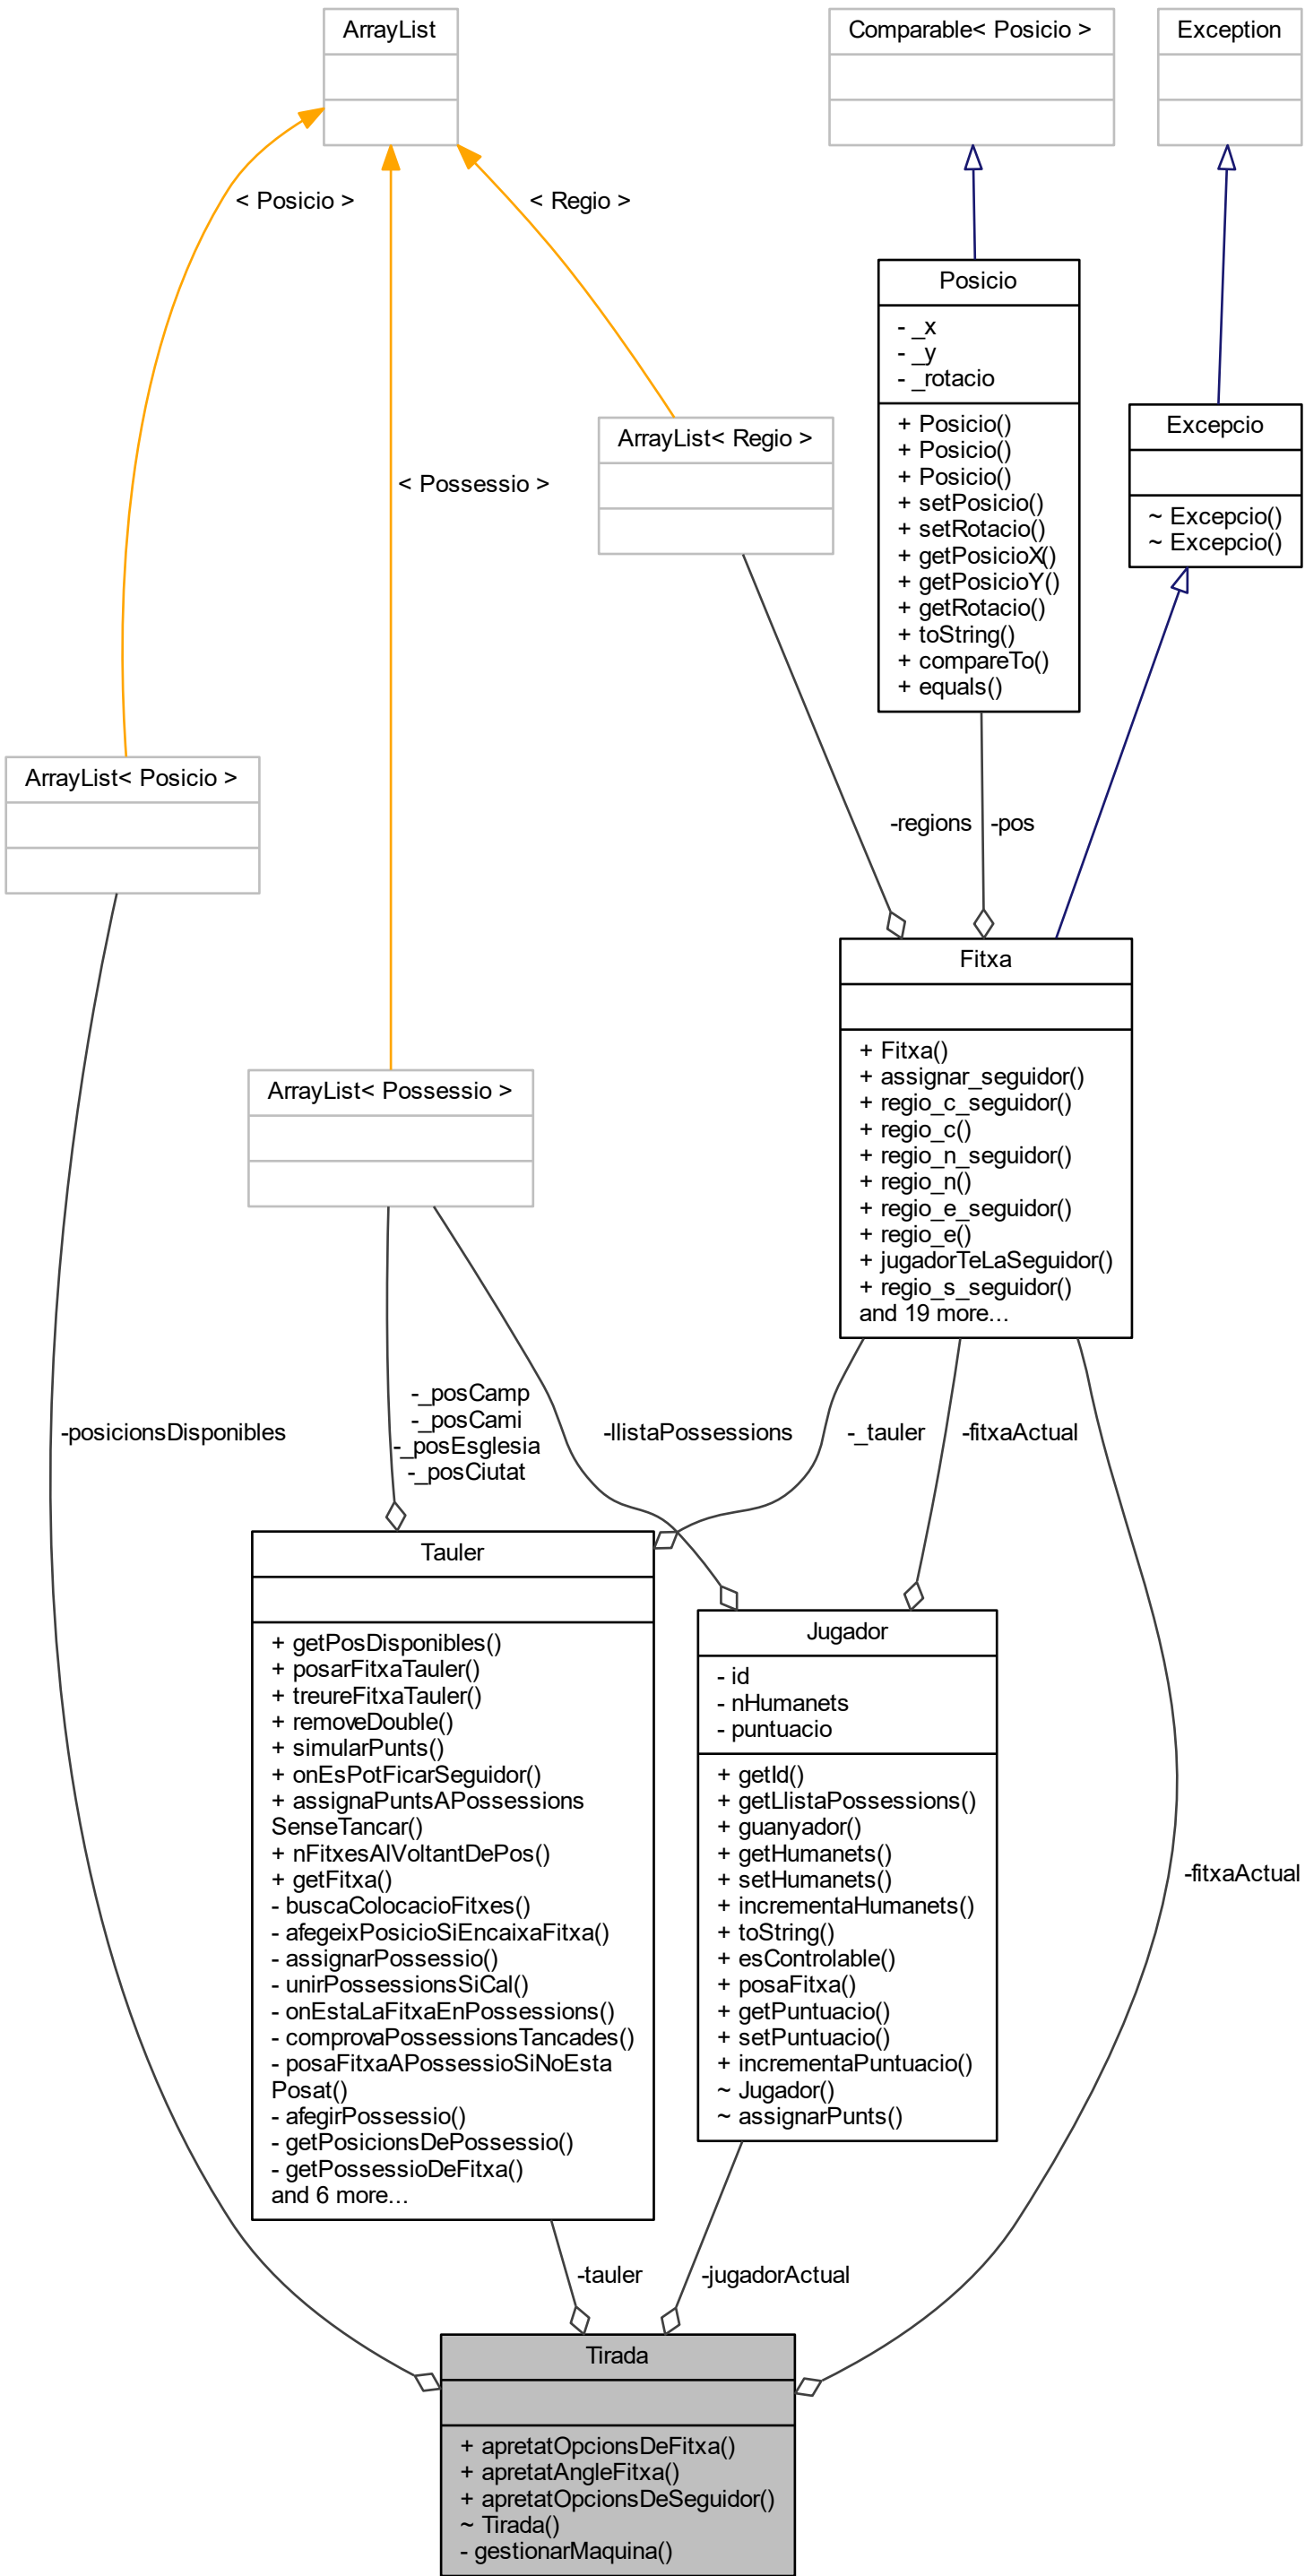 ArrayList
Comparable< Posicio >
Exception
< Posicio >
< Regio >
Posicio
- _x
- _y
- _rotacio
+ Posicio()
+ Posicio()
+ Posicio()
+ setPosicio()
+ setRotacio()
+ getPosicioX()
+ getPosicioY()
+ getRotacio()
+ toString()
+ compareTo()
+ equals()
ArrayList< Regio >
Excepcio
~ Excepcio()
~ Excepcio()
< Possessio >
ArrayList< Posicio >
-regions
-pos
Fitxa
+ Fitxa()
+ assignar_seguidor()
+ regio_c_seguidor()
+ regio_c()
+ regio_n_seguidor()
+ regio_n()
+ regio_e_seguidor()
+ regio_e()
+ jugadorTeLaSeguidor()
+ regio_s_seguidor()
and 19 more...
ArrayList< Possessio >
-posicionsDisponibles
-_posCamp
-_posCami
-_posEsglesia
-_posCiutat
-llistaPossessions
-_tauler
-fitxaActual
Tauler
+ getPosDisponibles()
+ posarFitxaTauler()
+ treureFitxaTauler()
+ removeDouble()
+ simularPunts()
+ onEsPotFicarSeguidor()
+ assignaPuntsAPossessions
SenseTancar()
+ nFitxesAlVoltantDePos()
+ getFitxa()
- buscaColocacioFitxes()
- afegeixPosicioSiEncaixaFitxa()
- assignarPossessio()
- unirPossessionsSiCal()
- onEstaLaFitxaEnPossessions()
- comprovaPossessionsTancades()
- posaFitxaAPossessioSiNoEsta
Posat()
- afegirPossessio()
- getPosicionsDePossessio()
- getPossessioDeFitxa()
and 6 more...
Jugador
- id
- nHumanets
- puntuacio
+ getId()
+ getLlistaPossessions()
+ guanyador()
+ getHumanets()
+ setHumanets()
+ incrementaHumanets()
+ toString()
+ esControlable()
+ posaFitxa()
+ getPuntuacio()
+ setPuntuacio()
+ incrementaPuntuacio()
~ Jugador()
~ assignarPunts()
-fitxaActual
-tauler
-jugadorActual
Tirada
+ apretatOpcionsDeFitxa()
+ apretatAngleFitxa()
+ apretatOpcionsDeSeguidor()
~ Tirada()
- gestionarMaquina()